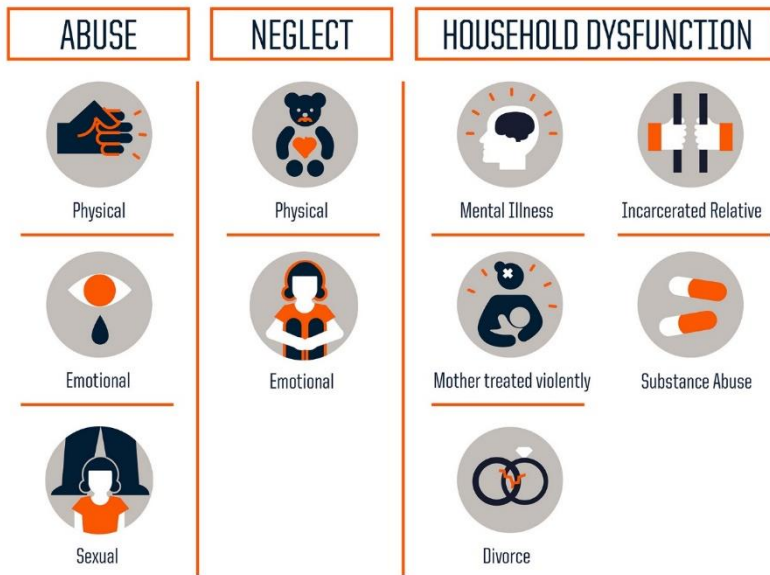 ABUSE
Physical
Emotional
Sexual
NEGLECT
Physical
Emotional
HOUSEHOLD DYSFUNCTION
Mental Illness
Incarcerated Relative
Mother treated violently
Substance Abuse
Divorce